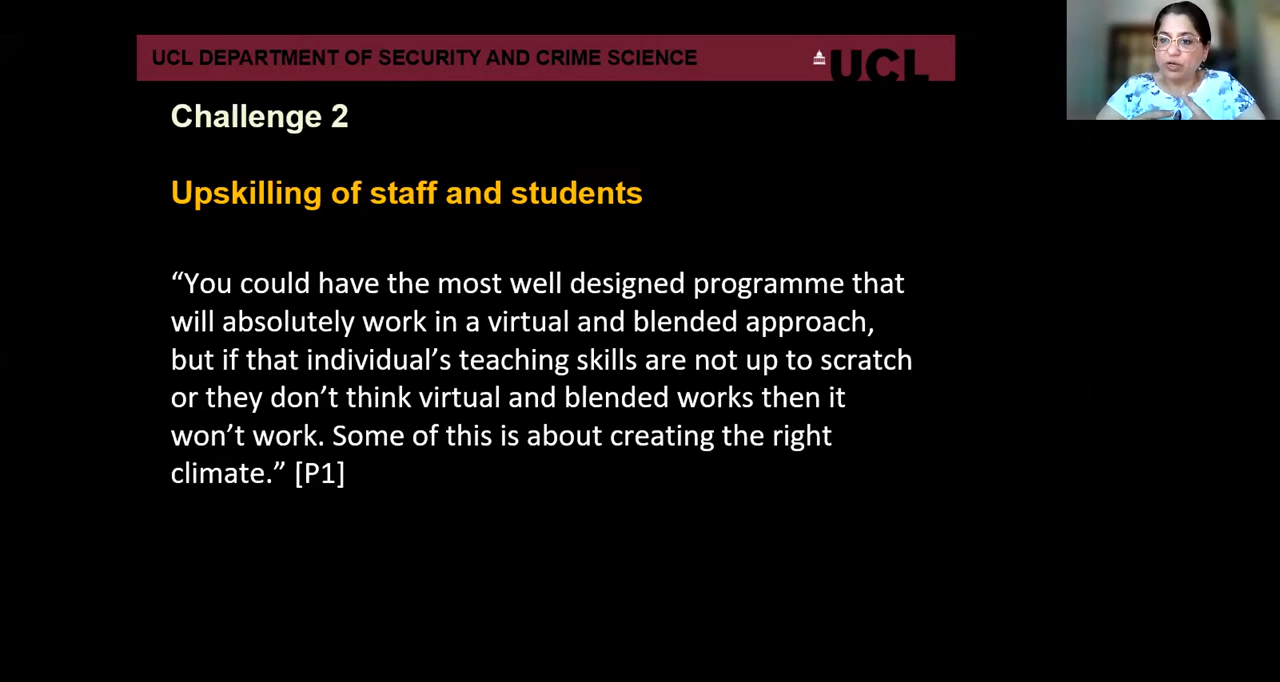 UCL DEPARTMENT OF SECURITY AND CRIME SCIENCE
UCL
Challenge 2
Upskilling of staff and students
“You could have the most well designed programme that
will absolutely work in a virtual and blended approach,
but if that individual’s teaching skills are not up to scratch
or they don’t think virtual and blended works then it
won’t work. Some of this is about creating the right
climate.” [P1]